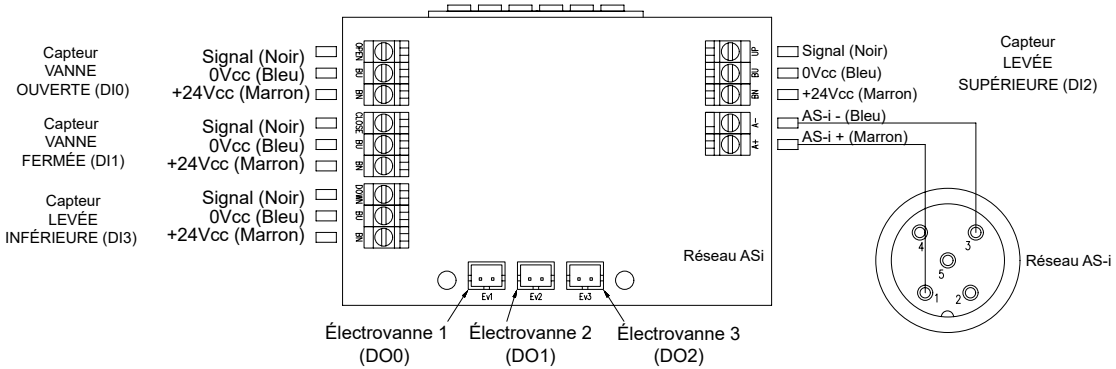 Capteur
VANNE
OUVERTE (DI0)
Signal (Noir)
0Vcc (Bleu)
+24Vcc (Marron)
OPEN
BU
BN
Capteur
VANNE
FERMÉE (DI1)
Signal (Noir)
0Vcc (Bleu)
+24Vcc (Marron)
CLOSE
BU
BN
Capteur
LEVÉE
INFÉRIEURE (DI3)
Signal (Noir)
0Vcc (Bleu)
+24Vcc (Marron)
DOWN
BU
BN
UP
BU
BN
Signal (Noir)
0Vcc (Bleu)
+24Vcc (Marron)
Capteur
LEVÉE
SUPÉRIEURE (DI2)
A-
A+
AS-i - (Bleu)
AS-i + (Marron)
Réseau ASi
4
3
5
1
2
Réseau AS-i
Ev1
Ev2
Ev3
Électrovanne 1
(DO0)
Électrovanne 2
(DO1)
Électrovanne 3
(DO2)